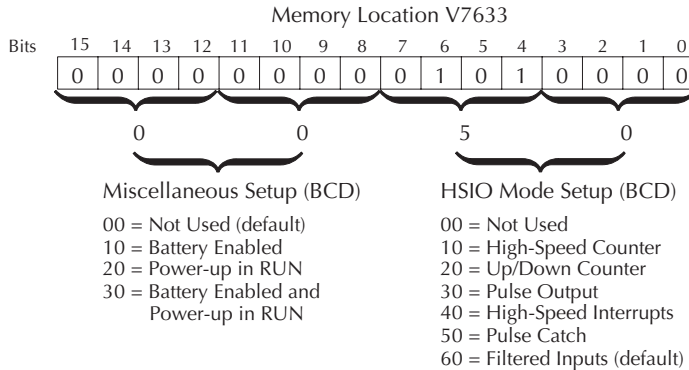 Memory Location V7633
Bits 15 14 13 12 11 10 9 8 7 6 5 4 3 2 1 0
0 0 0 0 0 0 0 0 0 1 0 1 0 0 0 0
0 0 5 0
Miscellaneous Setup (BCD)
00 = Not Used (default)
10 = Battery Enabled
20 = Power-up in RUN
30 = Battery Enabled and
Power-up in RUN
HSIO Mode Setup (BCD)
00 = Not Used
10 = High-Speed Counter
20 = Up/Down Counter
30 = Pulse Output
40 = High-Speed Interrupts
50 = Pulse Catch
60 = Filtered Inputs (default)